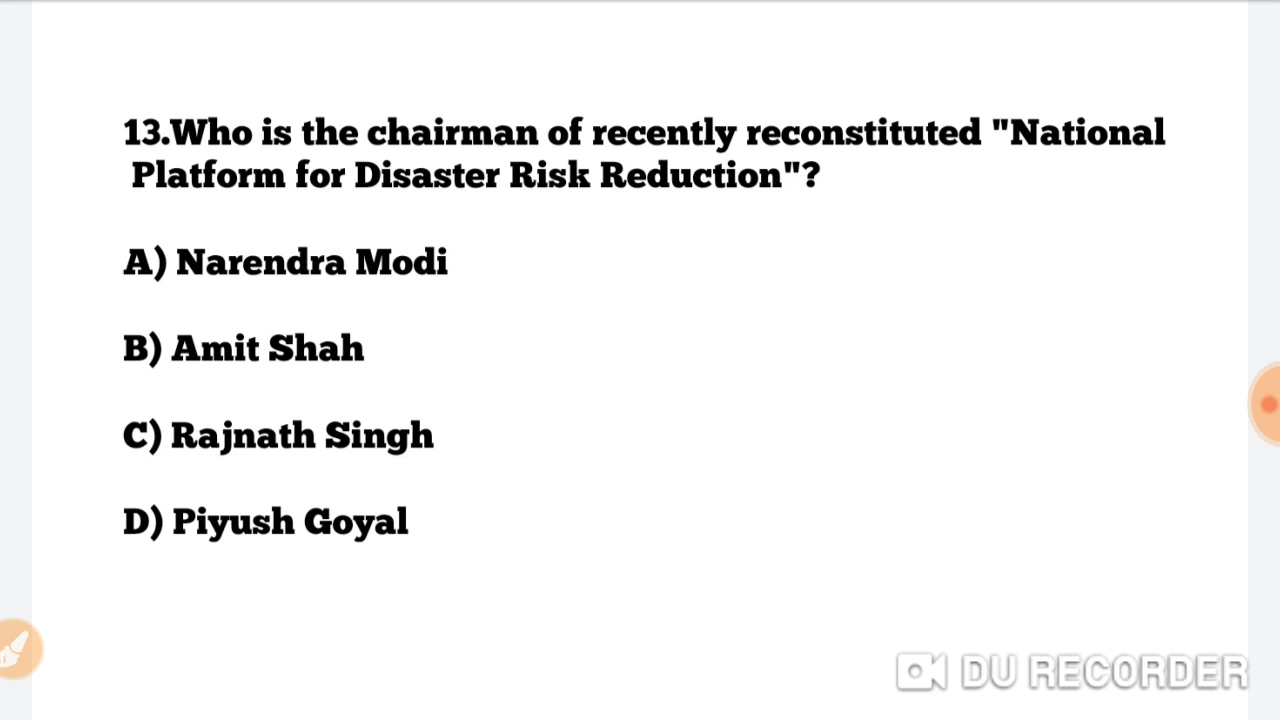 13.Who is the chairman of recently reconstituted "National
Platform for Disaster Risk Reduction"?
A) Narendra Modi
B) Amit Shah
C) Rajnath Singh
D) Piyush Goyal
DU RECORDER